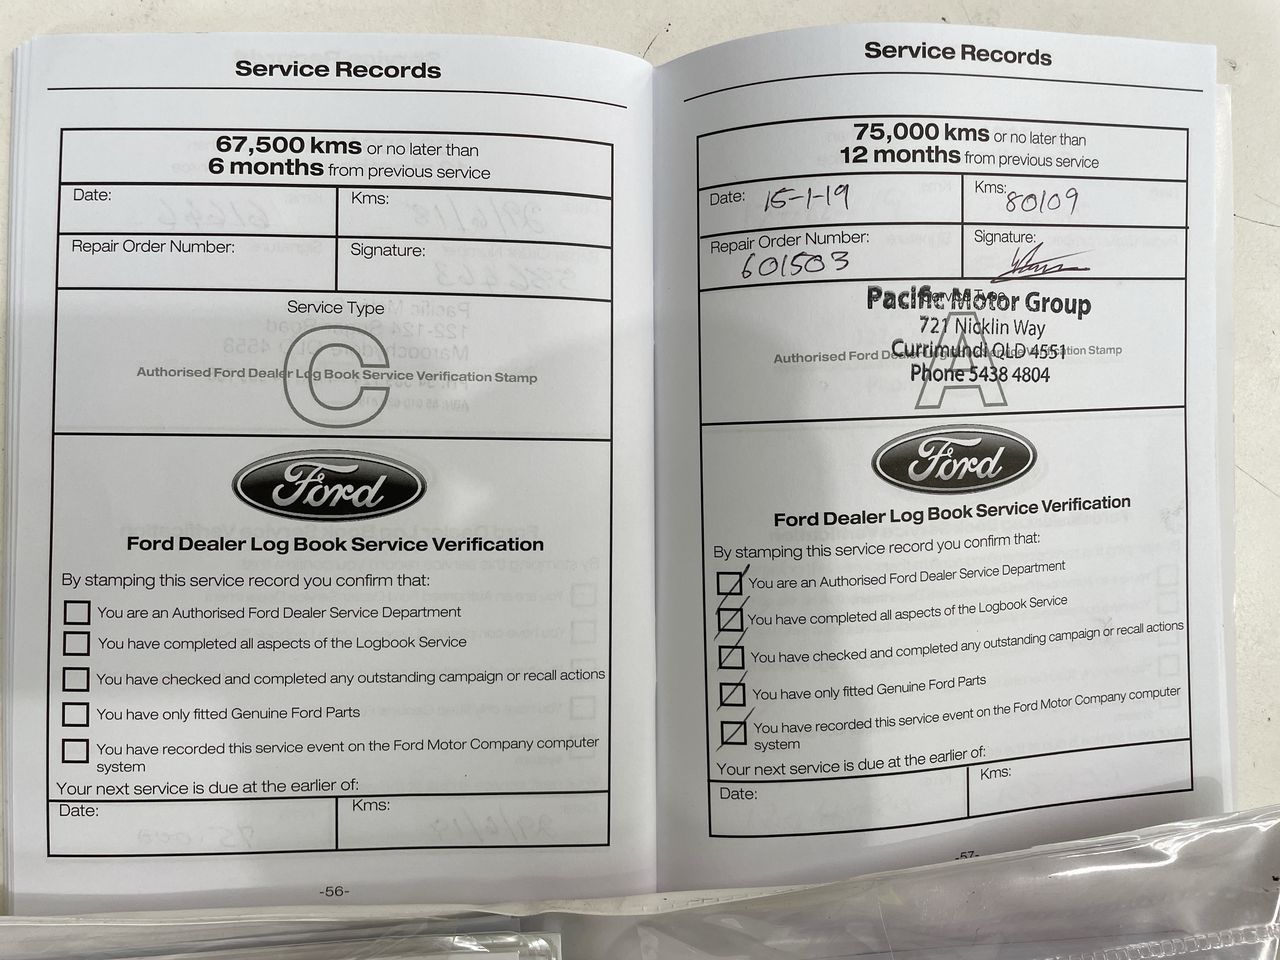 Service Records
67,500 kms or no later than
6 months from previous service
Date:
Kms:
Repair Order Number:
Signature:
Service Type
C
Authorised Ford Dealer Log Book Service Verification Stamp
Ford
Ford Dealer Log Book Service Verification
By stamping this service record you confirm that:
You are an Authorised Ford Dealer Service Department
You have completed all aspects of the Logbook Service
You have checked and completed any outstanding campaign or recall actions
You have only fitted Genuine Ford Parts
You have recorded this service event on the Ford Motor Company computer
system
Your next service is due at the earlier of:
Date:
Kms:
-56-
Service Records
75,000 kms or no later than
12 months from previous service
Date: 15-1-19
Kms: 80109
Repair Order Number:
601503
Signature:
Service Type
Pacific Motor Group
721 Nicklin Way
Currimundi QLD 4551
Phone 5438 4804
A
Authorised Ford Dealer Log Book Service Verification Stamp
Ford
Ford Dealer Log Book Service Verification
By stamping this service record you confirm that:
You are an Authorised Ford Dealer Service Department
You have completed all aspects of the Logbook Service
You have checked and completed any outstanding campaign or recall actions
You have only fitted Genuine Ford Parts
You have recorded this service event on the Ford Motor Company computer
system
Your next service is due at the earlier of:
Date:
Kms:
-57-